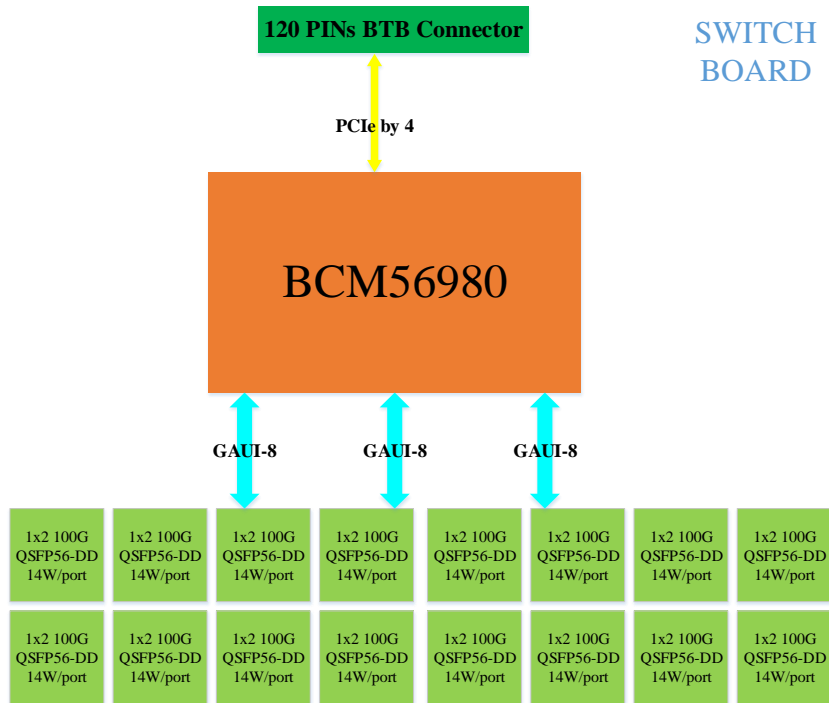 120 PINs BTB Connector
SWITCH
BOARD
PCIe by 4
BCM56980
GAUI-8
GAUI-8
GAUI-8
1x2 100G
QSFP56-DD
14W/port
1x2 100G
QSFP56-DD
14W/port
1x2 100G
QSFP56-DD
14W/port
1x2 100G
QSFP56-DD
14W/port
1x2 100G
QSFP56-DD
14W/port
1x2 100G
QSFP56-DD
14W/port
1x2 100G
QSFP56-DD
14W/port
1x2 100G
QSFP56-DD
14W/port
1x2 100G
QSFP56-DD
14W/port
1x2 100G
QSFP56-DD
14W/port
1x2 100G
QSFP56-DD
14W/port
1x2 100G
QSFP56-DD
14W/port
1x2 100G
QSFP56-DD
14W/port
1x2 100G
QSFP56-DD
14W/port
1x2 100G
QSFP56-DD
14W/port
1x2 100G
QSFP56-DD
14W/port